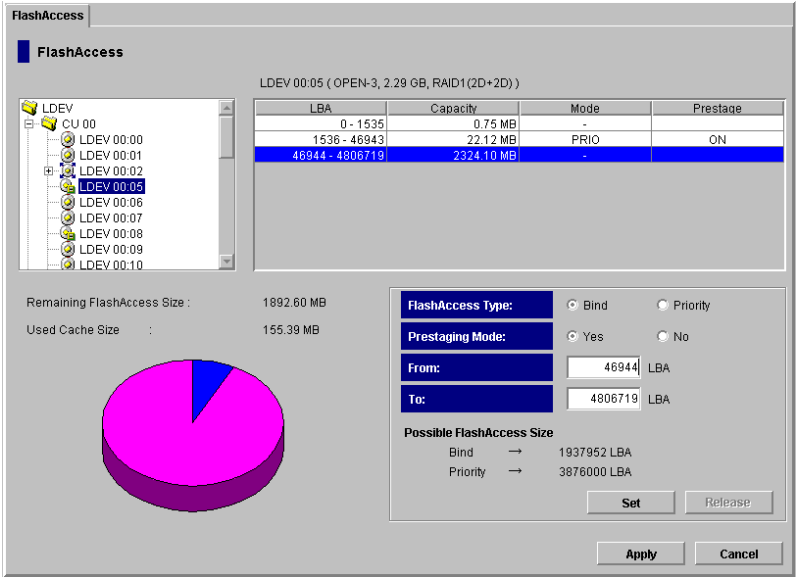 FlashAccess
FlashAccess
LDEV 00:05 ( OPEN-3, 2.29 GB, RAID1(2D+2D) )
LDEV
CU 00
LDEV 00:00
LDEV 00:01
LDEV 00:02
LDEV 00:05
LDEV 00:06
LDEV 00:07
LDEV 00:08
LDEV 00:09
LDEV 00:10
LBA Capacity Mode Prestage
0 - 1535 0.75 MB -
1536 - 46943 22.12 MB PRIO ON
46944 - 4806719 2324.10 MB -
Remaining FlashAccess Size : 1892.60 MB
Used Cache Size : 155.39 MB
FlashAccess Type: Bind Priority
Prestaging Mode: Yes No
From: 46944 LBA
To: 4806719 LBA
Possible FlashAccess Size
Bind → 1937952 LBA
Priority → 3876000 LBA
Set Release
Apply Cancel